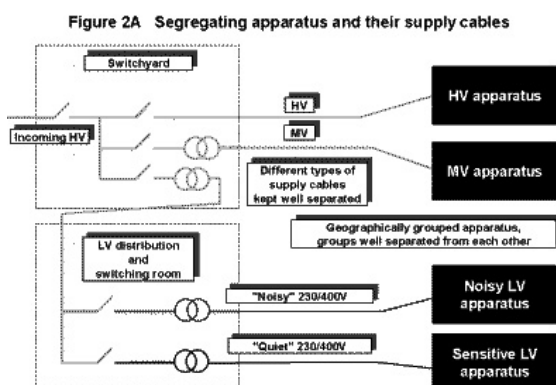 Figure 2A Segregating apparatus and their supply cables
Switchyard
Incoming HV
HV
MV
HV apparatus
MV apparatus
Different types of
supply cables
kept well separated
Geographically grouped apparatus,
groups well separated from each other
LV distribution
and
switching room
"Noisy" 230/400V
Noisy LV
apparatus
"Quiet" 230/400V
Sensitive LV
apparatus